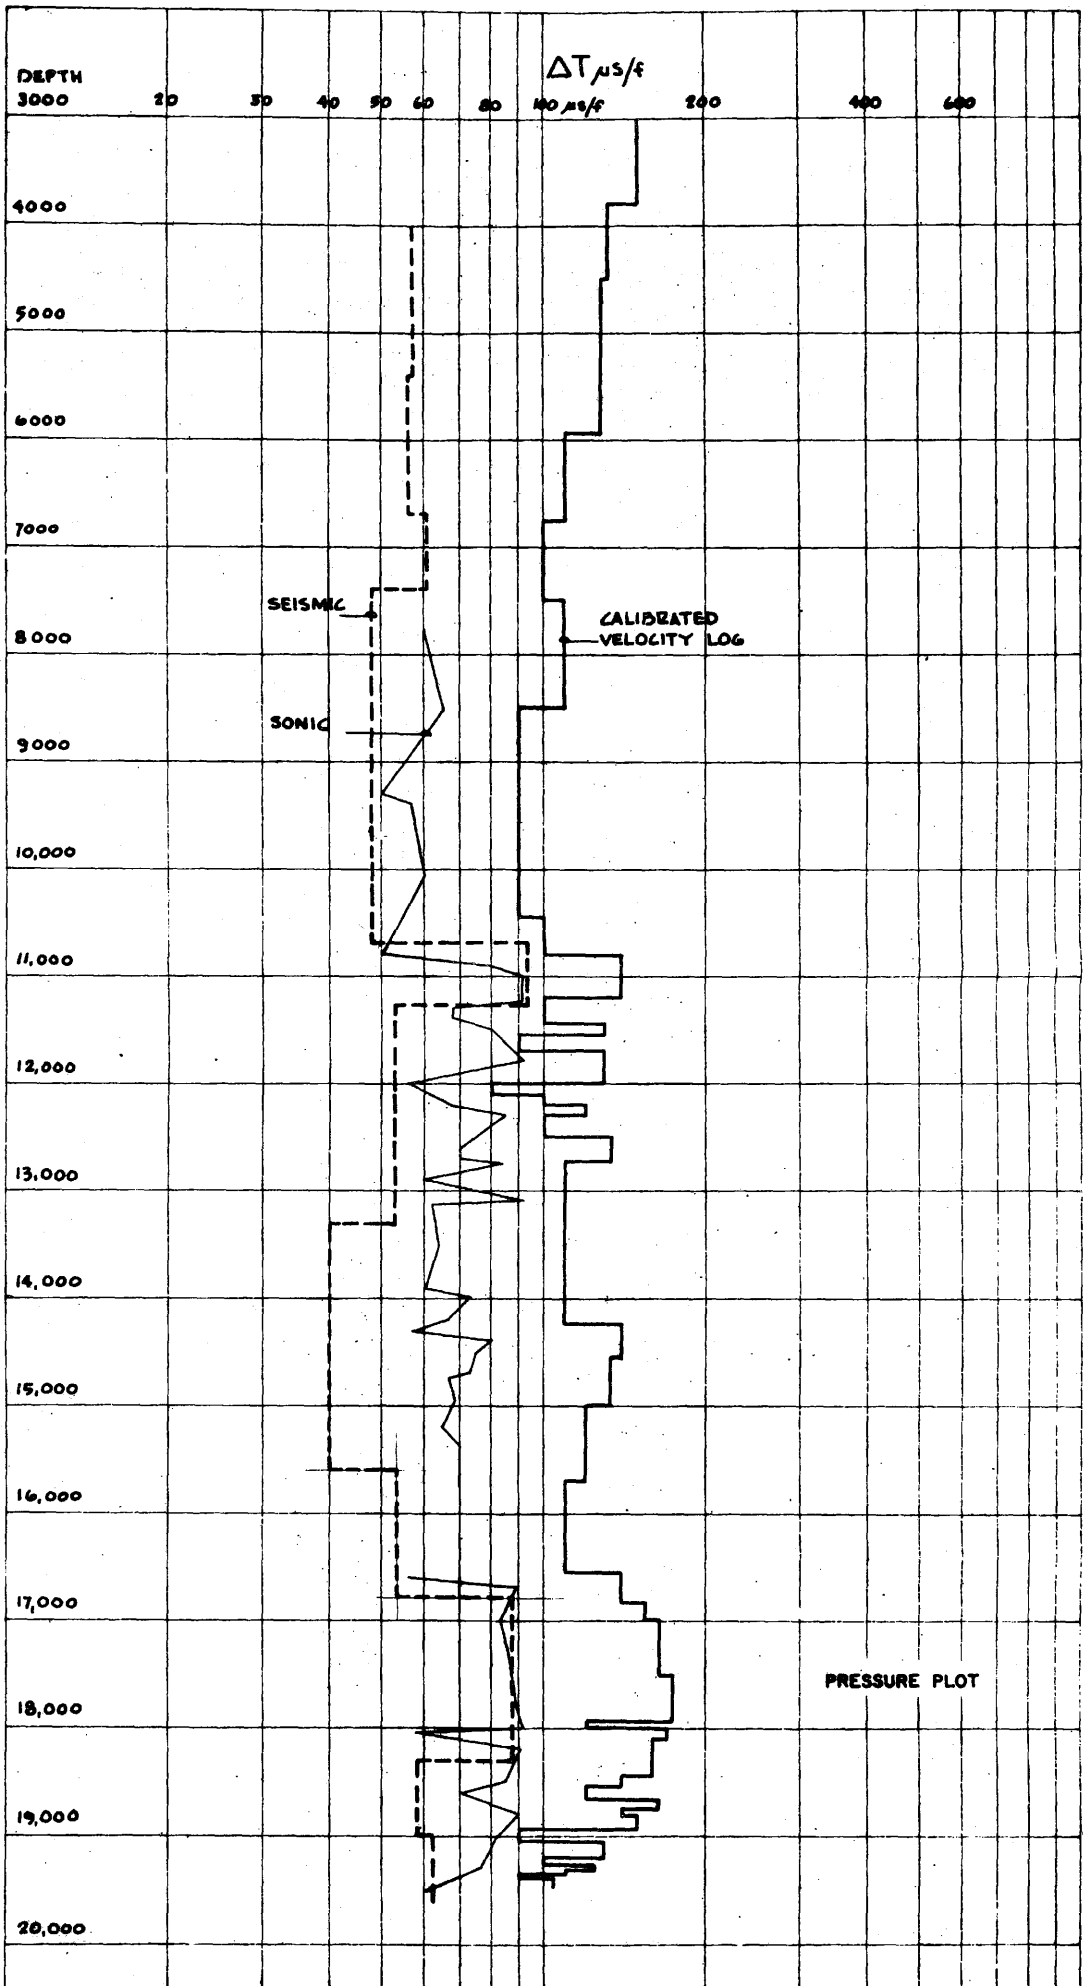 ΔT μs/f
DEPTH
3000 20 30 40 50 60 80 100 μs/f 200 400 600
4000
5000
6000
7000
SEISMIC
CALIBRATED
VELOCITY LOG
8000
SONIC
9000
10,000
11,000
12,000
13,000
14,000
15,000
16,000
17,000
PRESSURE PLOT
18,000
19,000
20,000